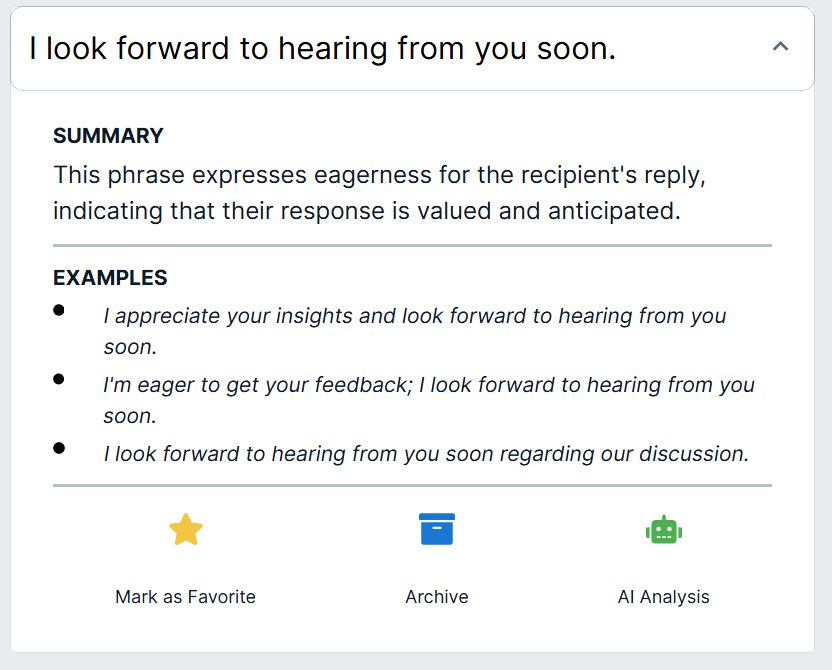 I look forward to hearing from you soon.
SUMMARY
This phrase expresses eagerness for the recipient's reply,
indicating that their response is valued and anticipated.
EXAMPLES
I appreciate your insights and look forward to hearing from you
soon.
I'm eager to get your feedback; I look forward to hearing from you
soon.
I look forward to hearing from you soon regarding our discussion.
Mark as Favorite
Archive
AI Analysis